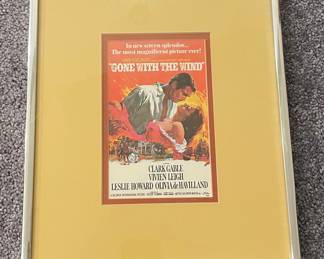 In new screen splendor...
The most magnificent picture ever!
"GONE WITH THE WIND"
CLARK GABLE
VIVIEN LEIGH
LESLIE HOWARD OLIVIA de HAVILLAND